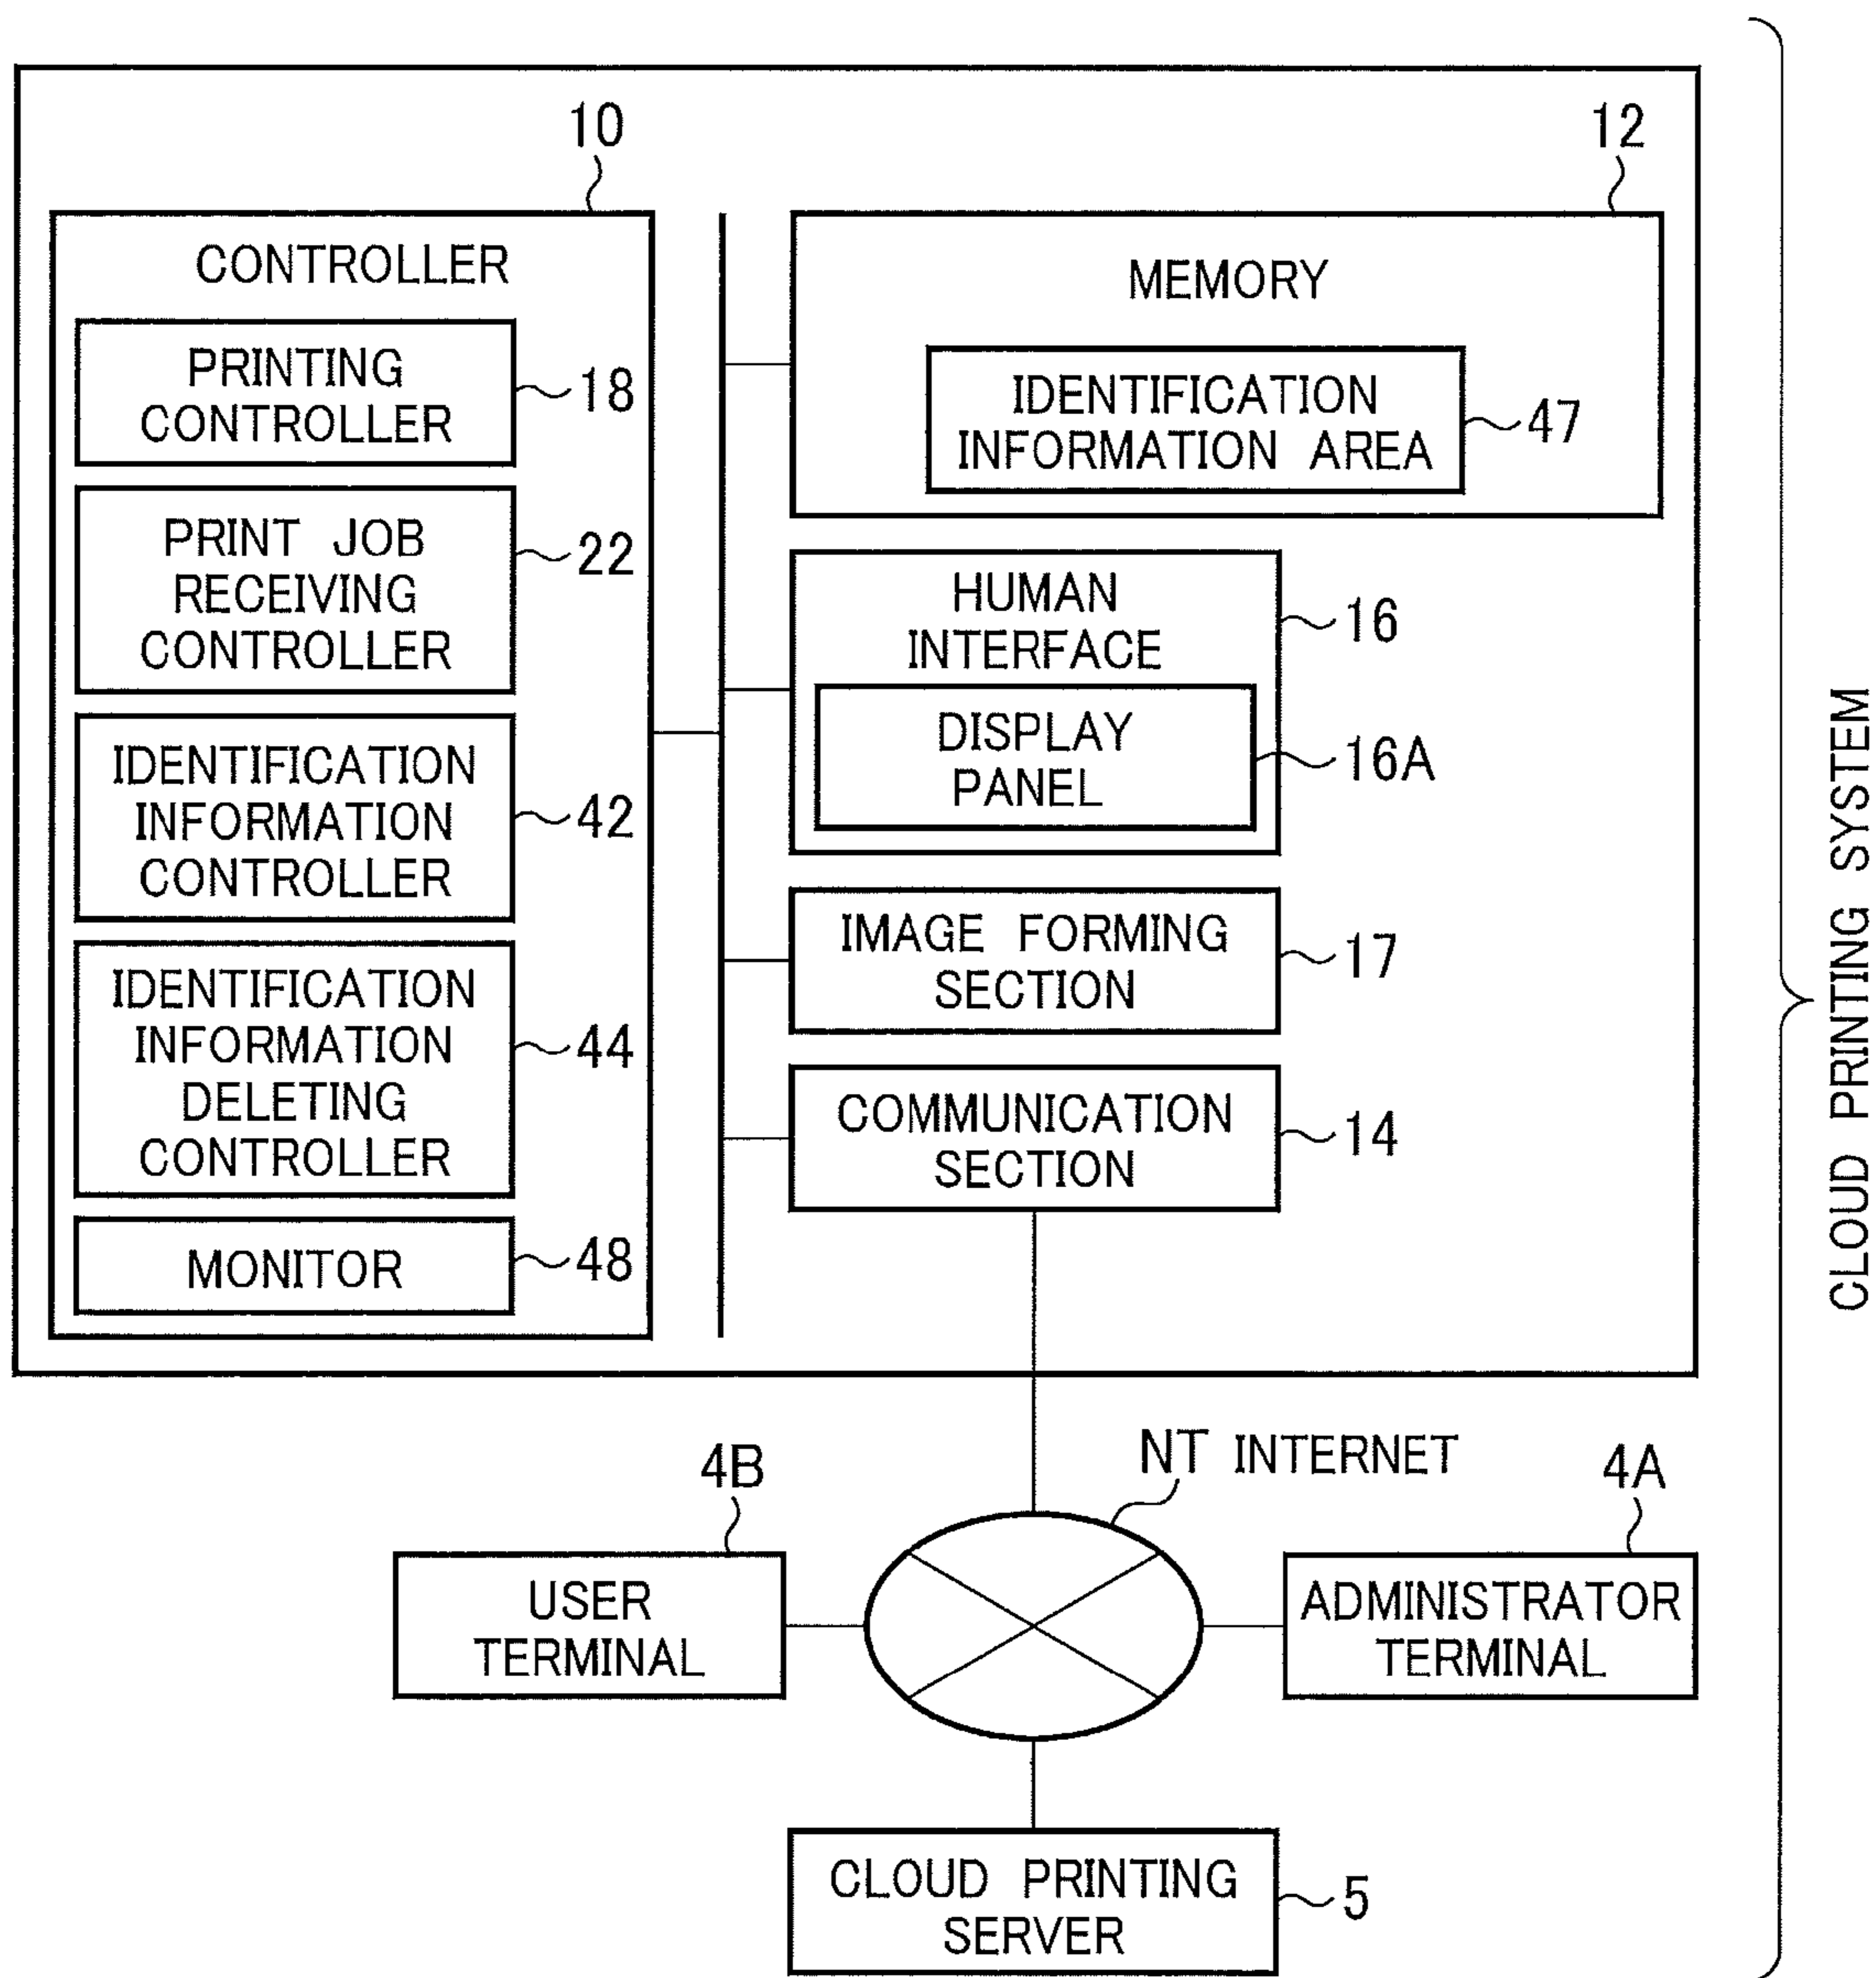 10
12
CONTROLLER
PRINTING
CONTROLLER
18
PRINT JOB
RECEIVING
CONTROLLER
22
IDENTIFICATION
INFORMATION
CONTROLLER
42
IDENTIFICATION
INFORMATION
DELETING
CONTROLLER
44
MONITOR
48
MEMORY
IDENTIFICATION
INFORMATION AREA
47
HUMAN
INTERFACE
16
DISPLAY
PANEL
16A
IMAGE FORMING
SECTION
17
COMMUNICATION
SECTION
14
NT INTERNET
4B
USER
TERMINAL
4A
ADMINISTRATOR
TERMINAL
CLOUD PRINTING
SERVER
5
CLOUD PRINTING SYSTEM